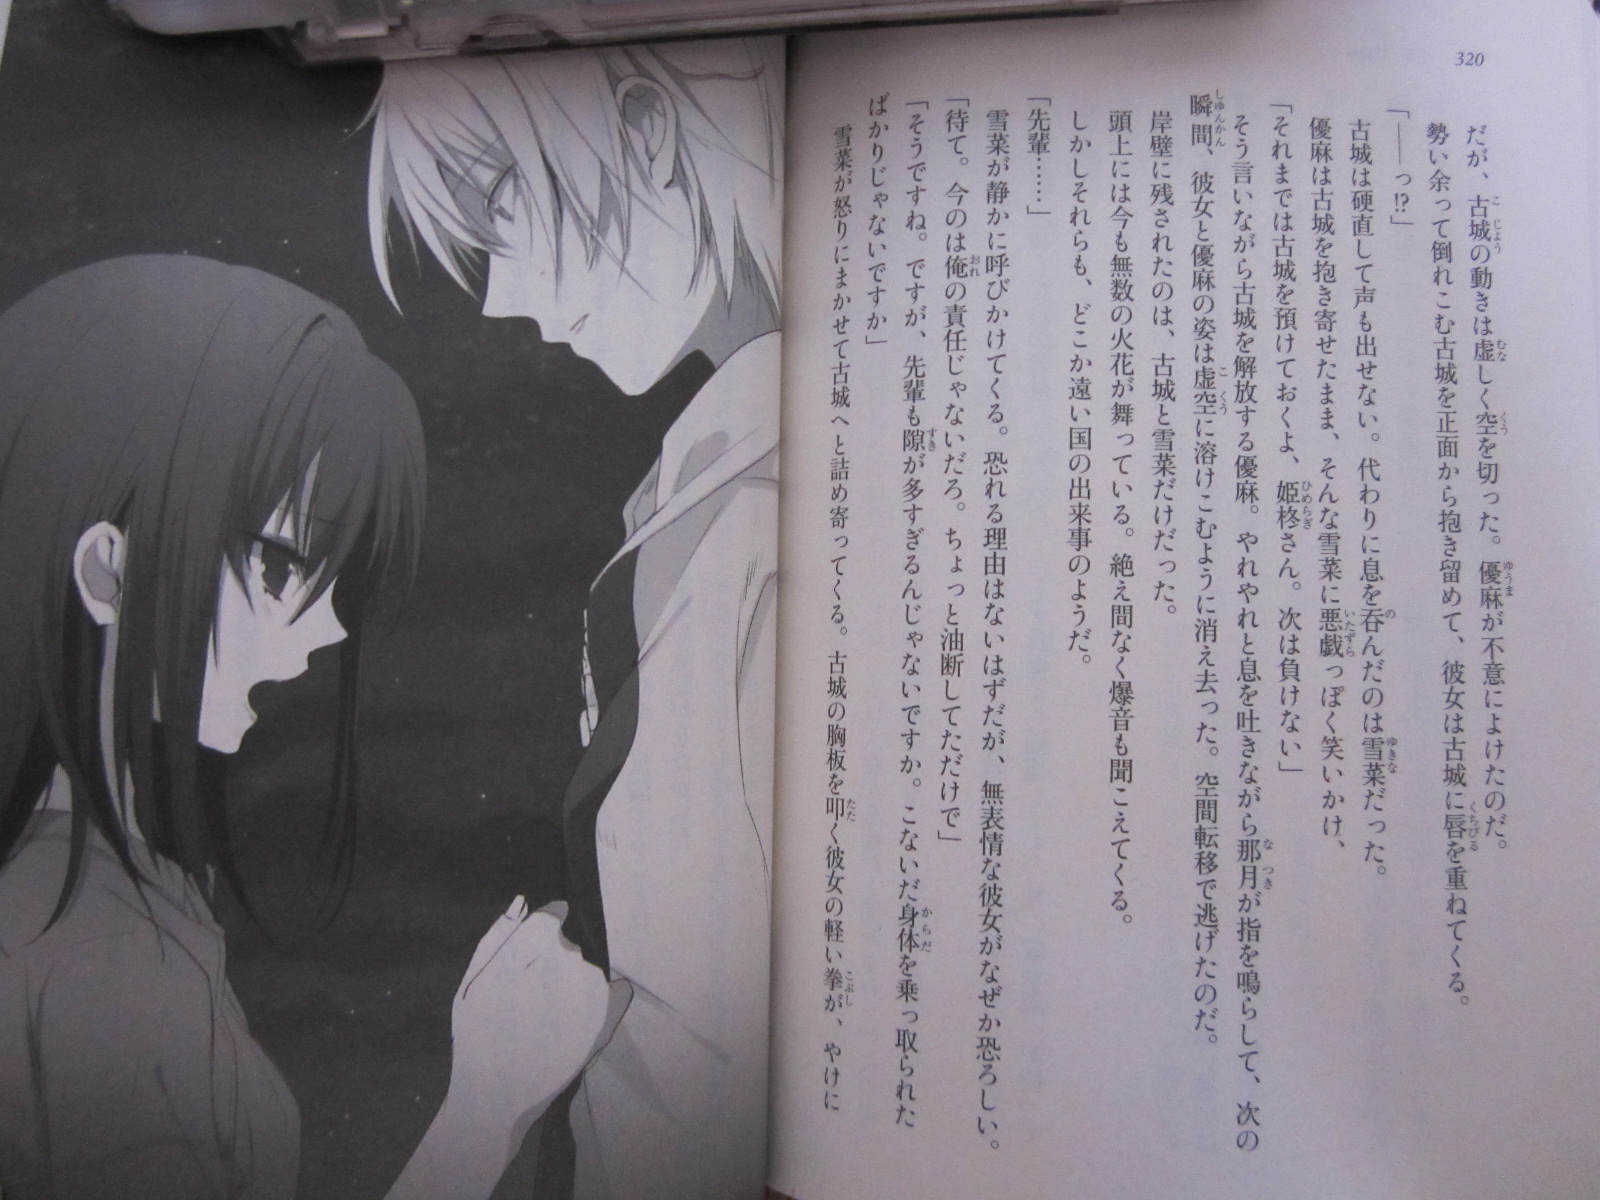 320
だが、古城の動きは虚しく空を切った。優麻が不意によけたのだ。
勢い余って倒れこむ古城を正面から抱き留めて、彼女は古城に唇を重ねてくる。
「――っ!?」
古城は硬直して声も出せない。代わりに息を呑んだのは雪菜だった。
優麻は古城を抱き寄せたまま、そんな雪菜に悪戯っぽく笑いかけ、
「それまでは古城を預けておくよ、姫柊さん。次は負けない」
そう言いながら古城を解放する優麻。やれやれと息を吐きながら那月が指を鳴らして、次の
瞬間、彼女と優麻の姿は虚空に溶けこむように消え去った。空間転移で逃げたのだ。
岸壁に残されたのは、古城と雪菜だけだった。
頭上には今も無数の火花が舞っている。絶え間なく爆音も聞こえてくる。
しかしそれらも、どこか遠い国の出来事のようだ。
「先輩……」
雪菜が静かに呼びかけてくる。恐れる理由はないはずだが、無表情な彼女がなぜか恐ろしい。
「待て。今のは俺の責任じゃないだろ。ちょっと油断してただけで」
「そうですね。ですが、先輩も隙が多すぎるんじゃないですか。こないだ身体を乗っ取られた
ばかりじゃないですか」
雪菜が怒りにまかせて古城へと詰め寄ってくる。古城の胸板を叩く彼女の軽い拳が、やけに